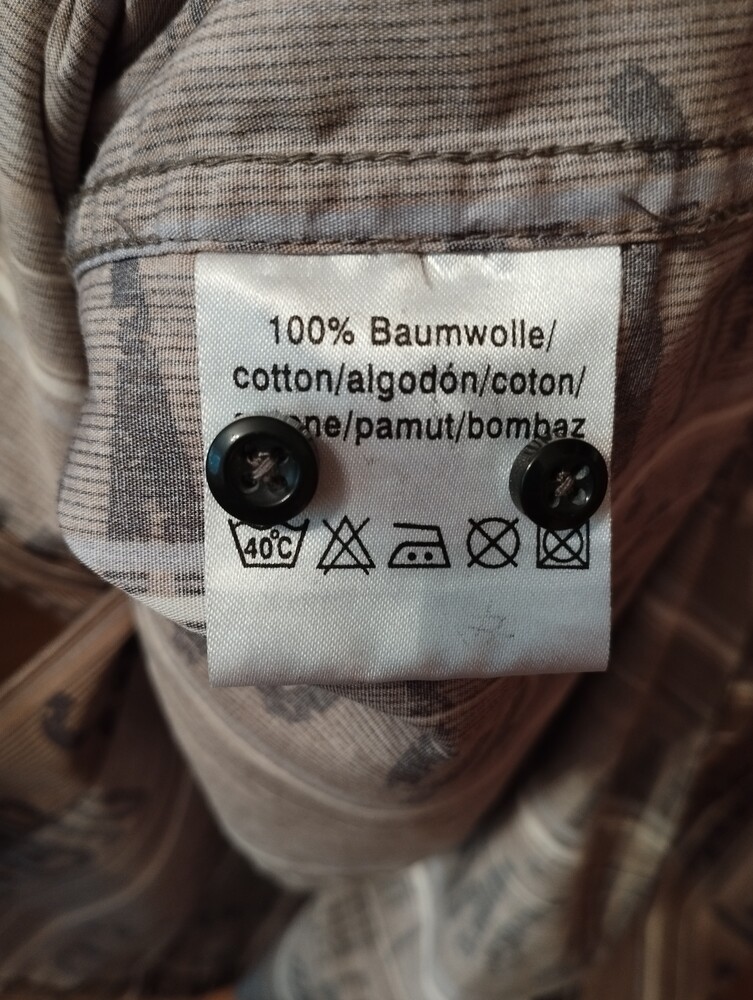 100% Baumwolle/
cotton/algodón/coton/
/pamut/bombaz
40°C